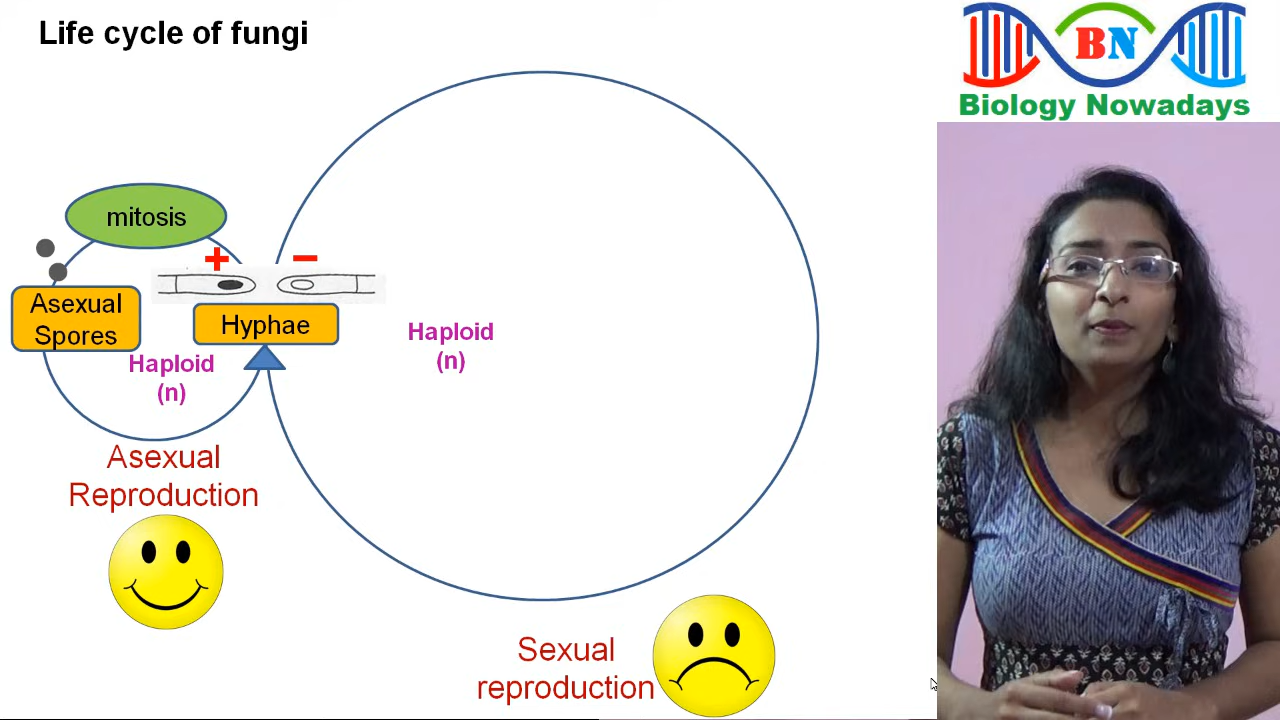 Life cycle of fungi
BN
Biology Nowadays
mitosis
+
−
Asexual
Spores
Hyphae
Haploid
(n)
Haploid
(n)
Asexual
Reproduction
Sexual
reproduction